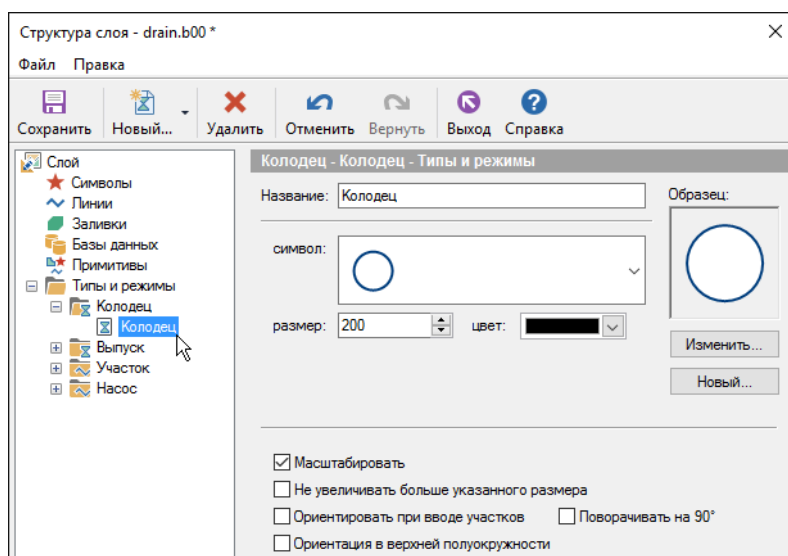 Структура слоя - drain.b00 *
Файл Правка
Сохранить Новый... Удалить Отменить Вернуть Выход Справка
Слой
Символы
Линии
Заливки
Базы данных
Примитивы
Типы и режимы
Колодец
Колодец
Выпуск
Участок
Насос
Колодец - Колодец - Типы и режимы
Название: Колодец
Образец:
символ:
размер: 200 цвет:
Изменить...
Новый...
Масштабировать
Не увеличивать больше указанного размера
Ориентировать при вводе участков Поворачивать на 90°
Ориентация в верхней полуокружности